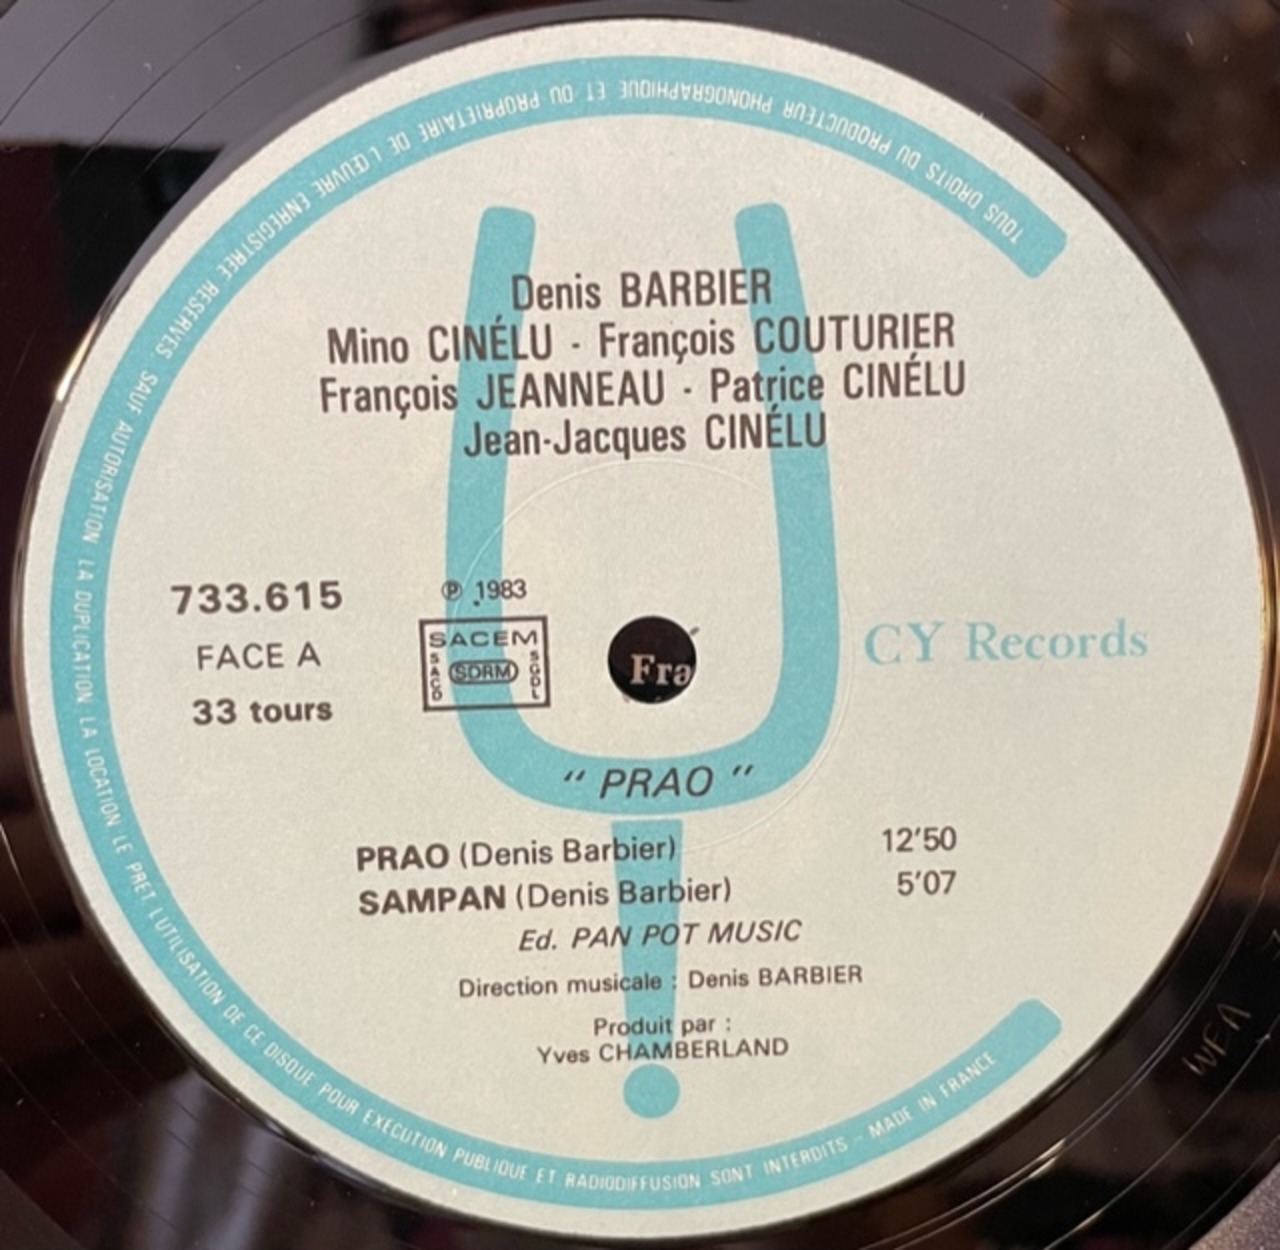 TOUS DROITS DU PRODUCTEUR PHONOGRAPHIQUE ET DU PROPRIETAIRE DE L'ŒUVRE ENREGISTREE RESERVES. SAUF AUTORISATION LA DUPLICATION LA LOCATION LE PRET L'UTILISATION DE CE DISQUE POUR EXECUTION PUBLIQUE ET RADIODIFFUSION SONT INTERDITS - MADE IN FRANCE
Denis BARBIER
Mino CINÉLU - François COUTURIER
François JEANNEAU - Patrice CINÉLU
Jean-Jacques CINÉLU
733.615
FACE A
33 tours
℗ 1983
SACEM
SACD
SDRM
SGDL
Fra
CY Records
" PRAO "
PRAO (Denis Barbier) 12'50
SAMPAN (Denis Barbier) 5'07
Ed. PAN POT MUSIC
Direction musicale : Denis BARBIER
Produit par :
Yves CHAMBERLAND
WEA